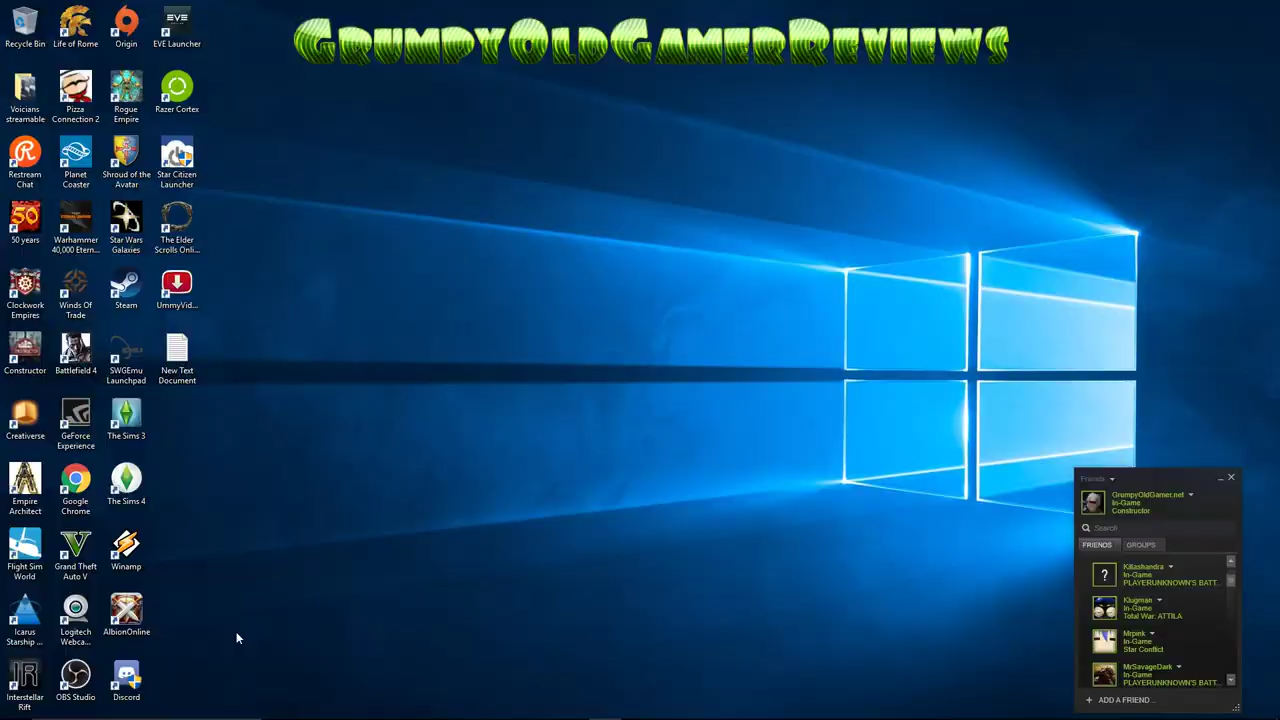 GrumpyOldGamerReviews
Recycle Bin
Life of Rome
Origin
EVE Launcher
Voicians
streamable
Pizza
Connection 2
Rogue
Empire
Razer Cortex
Restream
Chat
Planet
Coaster
Shroud of the
Avatar
Star Citizen
Launcher
50 years
Warhammer
40,000 Etern...
Star Wars
Galaxies
The Elder
Scrolls Onli...
Clockwork
Empires
Winds Of
Trade
Steam
UmmyVid...
Constructor
Battlefield 4
SWGEmu
Launchpad
New Text
Document
Creativerse
GeForce
Experience
The Sims 3
Empire
Architect
Google
Chrome
The Sims 4
Flight Sim
World
Grand Theft
Auto V
Winamp
Icarus
Starship ...
Logitech
Webca...
AlbionOnline
Interstellar
Rift
OBS Studio
Discord
Friends
GrumpyOldGamer.net
In-Game
Constructor
Search
FRIENDS
GROUPS
Killashandra
In-Game
PLAYERUNKNOWN'S BATT...
Klugman
In-Game
Total War: ATTILA
Mrpink
In-Game
Star Conflict
MrSavageDark
In-Game
PLAYERUNKNOWN'S BATT...
+ ADD A FRIEND...